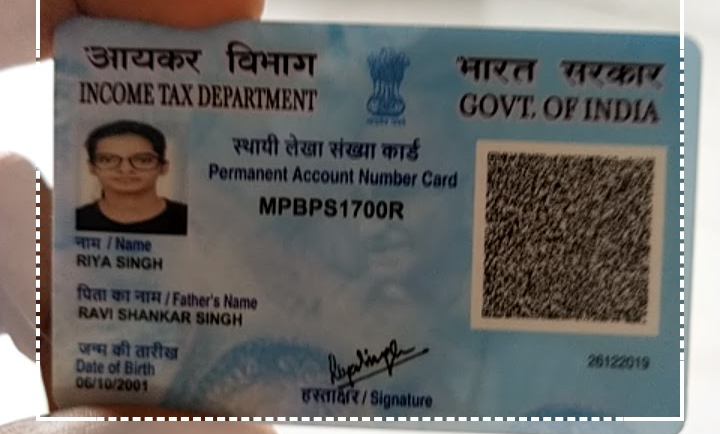 आयकर विभाग
INCOME TAX DEPARTMENT
भारत सरकार
GOVT. OF INDIA
स्थायी लेखा संख्या कार्ड
Permanent Account Number Card
MPBPS1700R
नाम / Name
RIYA SINGH
पिता का नाम / Father's Name
RAVI SHANKAR SINGH
जन्म की तारीख
Date of Birth
06/10/2001
हस्ताक्षर / Signature
26122019